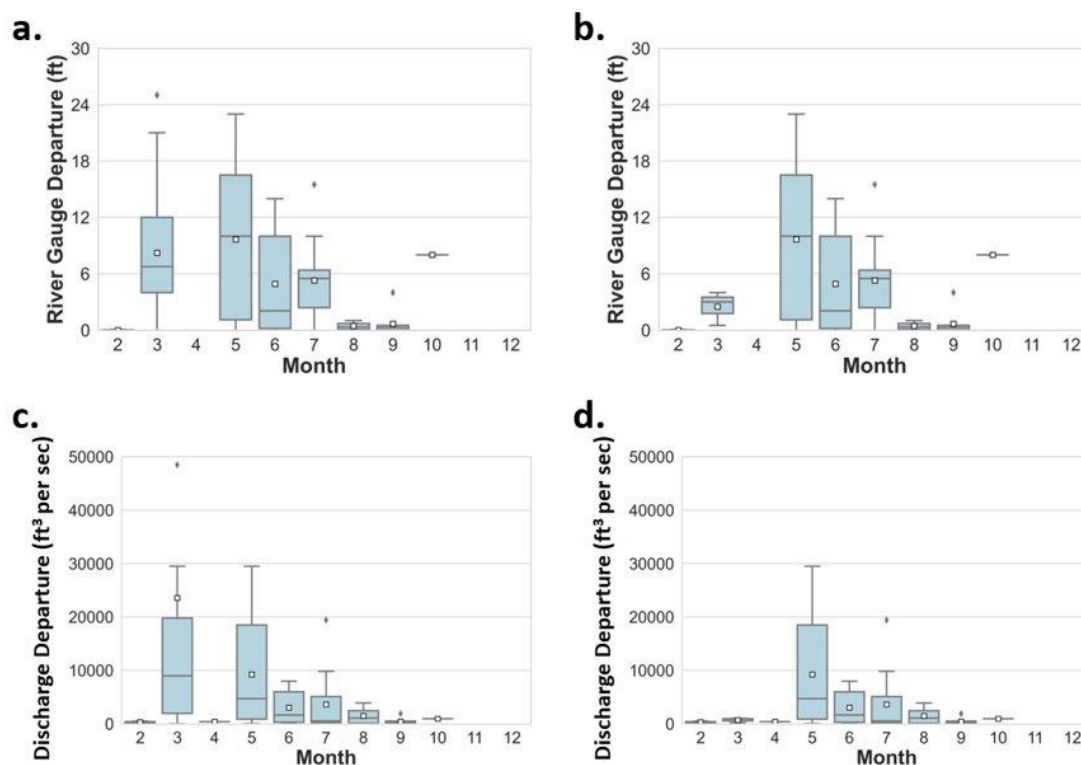 a.
River Gauge Departure (ft)
30
24
18
12
6
0
2 3 4 5 6 7 8 9 10 11 12
Month
b.
River Gauge Departure (ft)
30
24
18
12
6
0
2 3 4 5 6 7 8 9 10 11 12
Month
c.
Discharge Departure (ft³ per sec)
50000
40000
30000
20000
10000
0
2 3 4 5 6 7 8 9 10 11 12
Month
d.
Discharge Departure (ft³ per sec)
50000
40000
30000
20000
10000
0
2 3 4 5 6 7 8 9 10 11 12
Month